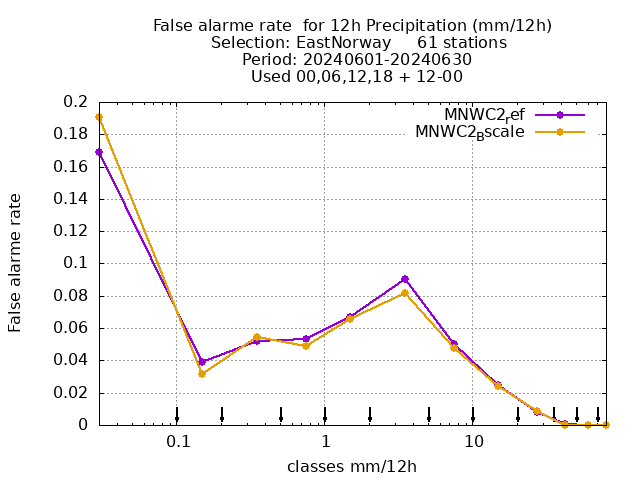 False alarme rate  for 12h Precipitation (mm/12h)
Selection: EastNorway     61 stations
Period: 20240601-20240630
Used 00,06,12,18 + 12-00
MNWC2ref
MNWC2Bscale
0.2
0.18
0.16
0.14
0.12
0.1
0.08
0.06
0.04
0.02
0
False alarme rate
0.1 1 10
classes mm/12h